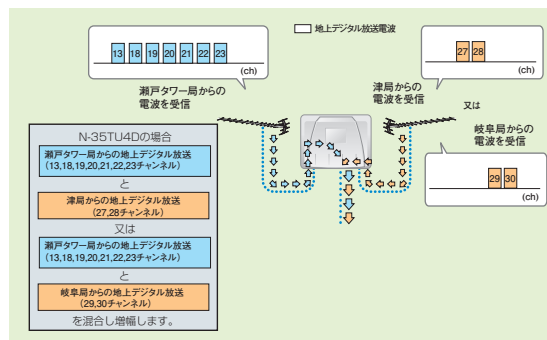 地上デジタル放送電波
13 18 19 20 21 22 23
(ch)
瀬戸タワー局からの
電波を受信
27 28
(ch)
津局からの
電波を受信
又は
岐阜局からの
電波を受信
29 30
(ch)
N-35TU4Dの場合
瀬戸タワー局からの地上デジタル放送
(13,18,19,20,21,22,23チャンネル)
と
津局からの地上デジタル放送
(27,28チャンネル)
又は
瀬戸タワー局からの地上デジタル放送
(13,18,19,20,21,22,23チャンネル)
と
岐阜局からの地上デジタル放送
(29,30チャンネル)
を混合し増幅します。